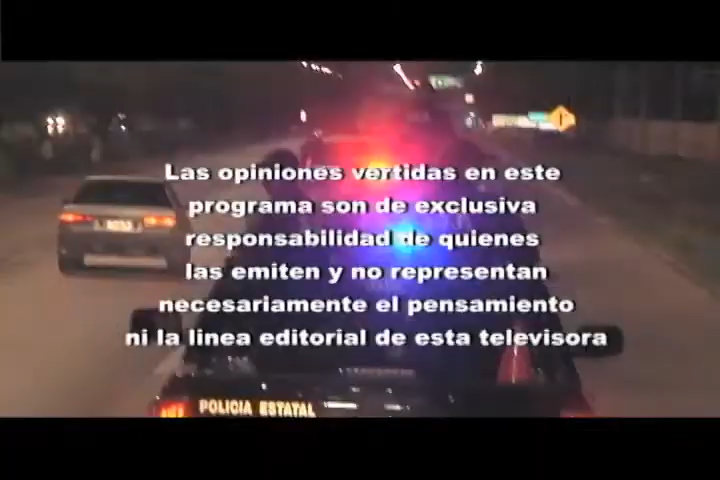 Las opiniones vertidas en este
programa son de exclusiva
responsabilidad de quienes
las emiten y no representan
necesariamente el pensamiento
ni la linea editorial de esta televisora
POLICIA ESTATAL